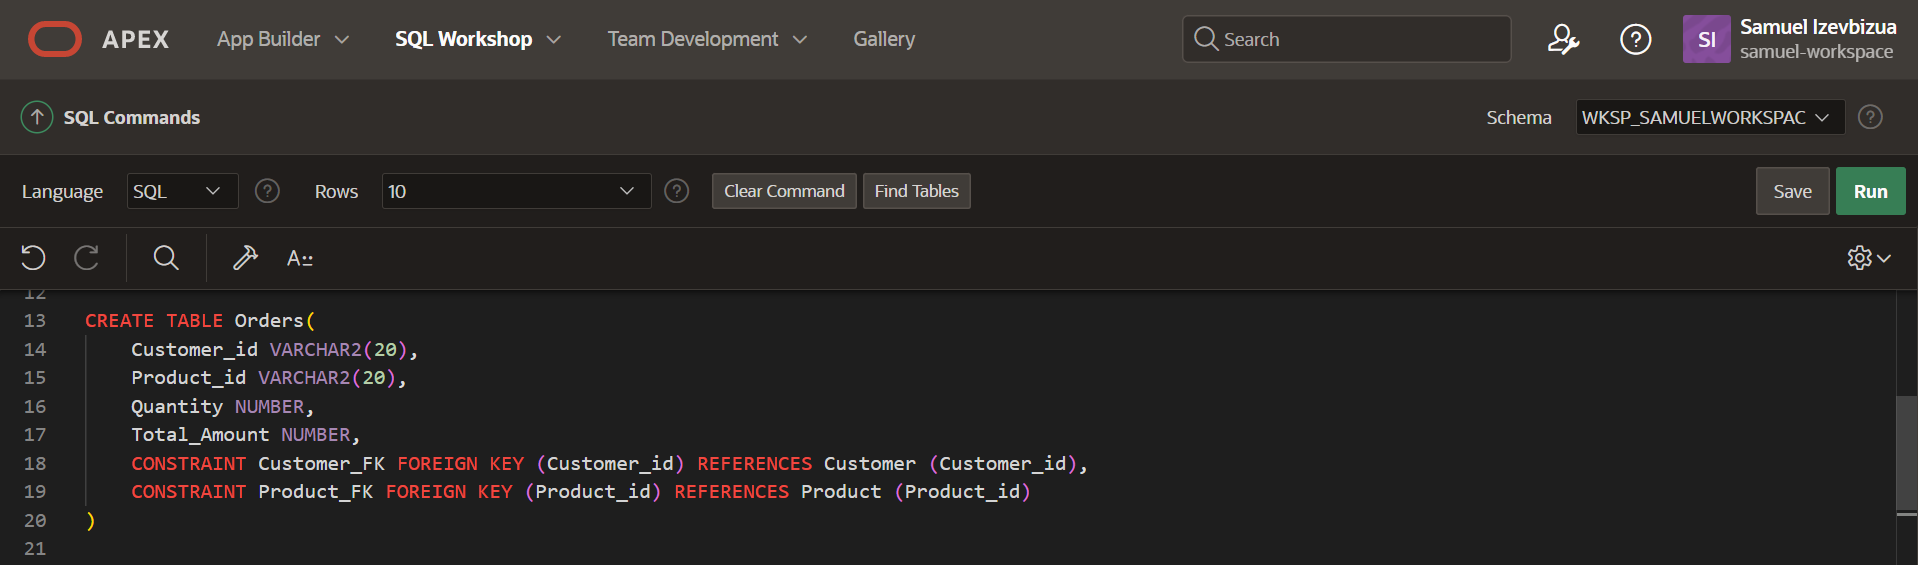 APEX App Builder SQL Workshop Team Development Gallery Search ? SI Samuel Izevbizua
samuel-workspace
SQL Commands Schema WKSP_SAMUELWORKSPAC ?
Language SQL ? Rows 10 ? Clear Command Find Tables Save Run
A
12
13 CREATE TABLE Orders(
14 Customer_id VARCHAR2(20),
15 Product_id VARCHAR2(20),
16 Quantity NUMBER,
17 Total_Amount NUMBER,
18 CONSTRAINT Customer_FK FOREIGN KEY (Customer_id) REFERENCES Customer (Customer_id),
19 CONSTRAINT Product_FK FOREIGN KEY (Product_id) REFERENCES Product (Product_id)
20 )
21